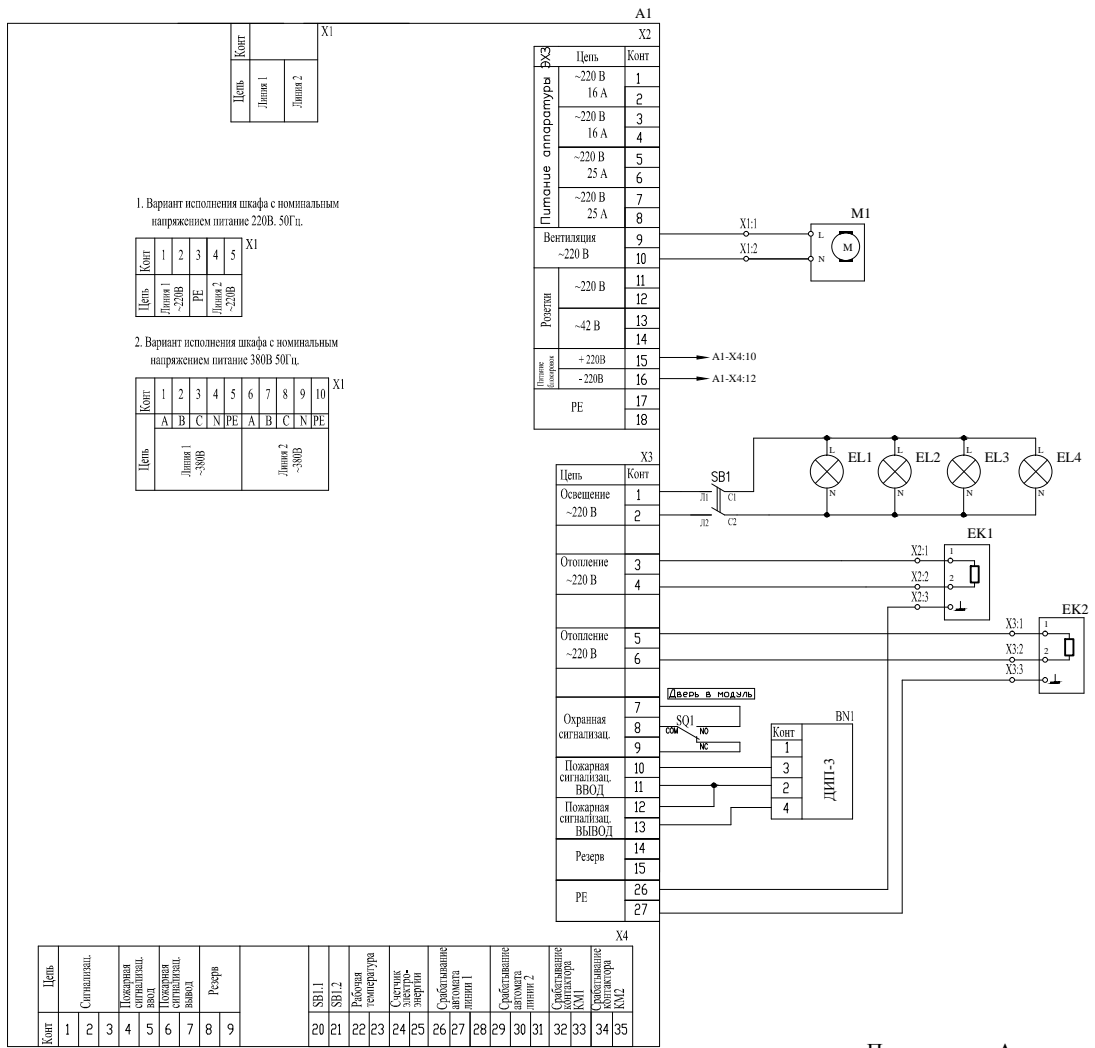 А1
X1
Конт
Цепь
Линия 1
Линия 2
1. Вариант исполнения шкафа с номинальным
напряжением питание 220В. 50Гц.
X1
Конт 1 2 3 4 5
Цепь
Линия 1
~220В
PE
Линия 2
~220В
2. Вариант исполнения шкафа с номинальным
напряжением питание 380В 50Гц.
X1
Конт 1 2 3 4 5 6 7 8 9 10
A B C N PE A B C N PE
Цепь
Линия 1
~380В
Линия 2
~380В
X2
Цепь Конт
Питание аппаратуры ЭХЗ
~220 В 1
16 А 2
~220 В 3
16 А 4
~220 В 5
25 А 6
~220 В 7
25 А 8
Вентиляция 9
~220 В 10
Розетки
~220 В
11
12
~42 В
13
14
Питание
блокировок
+ 220В 15
- 220В 16
PE
17
18
А1-X4:10
А1-X4:12
X1:1
X1:2
M1
L
N
M
X3
Цепь Конт
Освещение 1
~220 В 2
Отопление 3
~220 В 4
Отопление 5
~220 В 6
Охранная
сигнализац.
7
8
9
Пожарная
сигнализац.
ВВОД
10
11
Пожарная
сигнализац.
ВЫВОД
12
13
Резерв
14
15
PE
26
27
SB1
Л1 С1
Л2 С2
EL1 EL2 EL3 EL4
L L L L
N N N N
EK1
X2:1 1
X2:2 2
X2:3
EK2
X3:1 1
X3:2 2
X3:3
Дверь в модуль
SQ1
COM NO
NC
BN1
Конт
1
3
2
4
ДИП-3
X4
Цепь
Сигнализац.
Пожарная
сигнализац.
ввод
Пожарная
сигнализац.
вывод
Резерв
SB1.1
SB1.2
Рабочая
температура
Счетчик
электро-
энергии
Срабатывание
автомата
линии 1
Срабатывание
автомата
линии 2
Срабатывание
контактора
КМ1
Срабатывание
контактора
КМ2
Конт 1 2 3 4 5 6 7 8 9 20 21 22 23 24 25 26 27 28 29 30 31 32 33 34 35